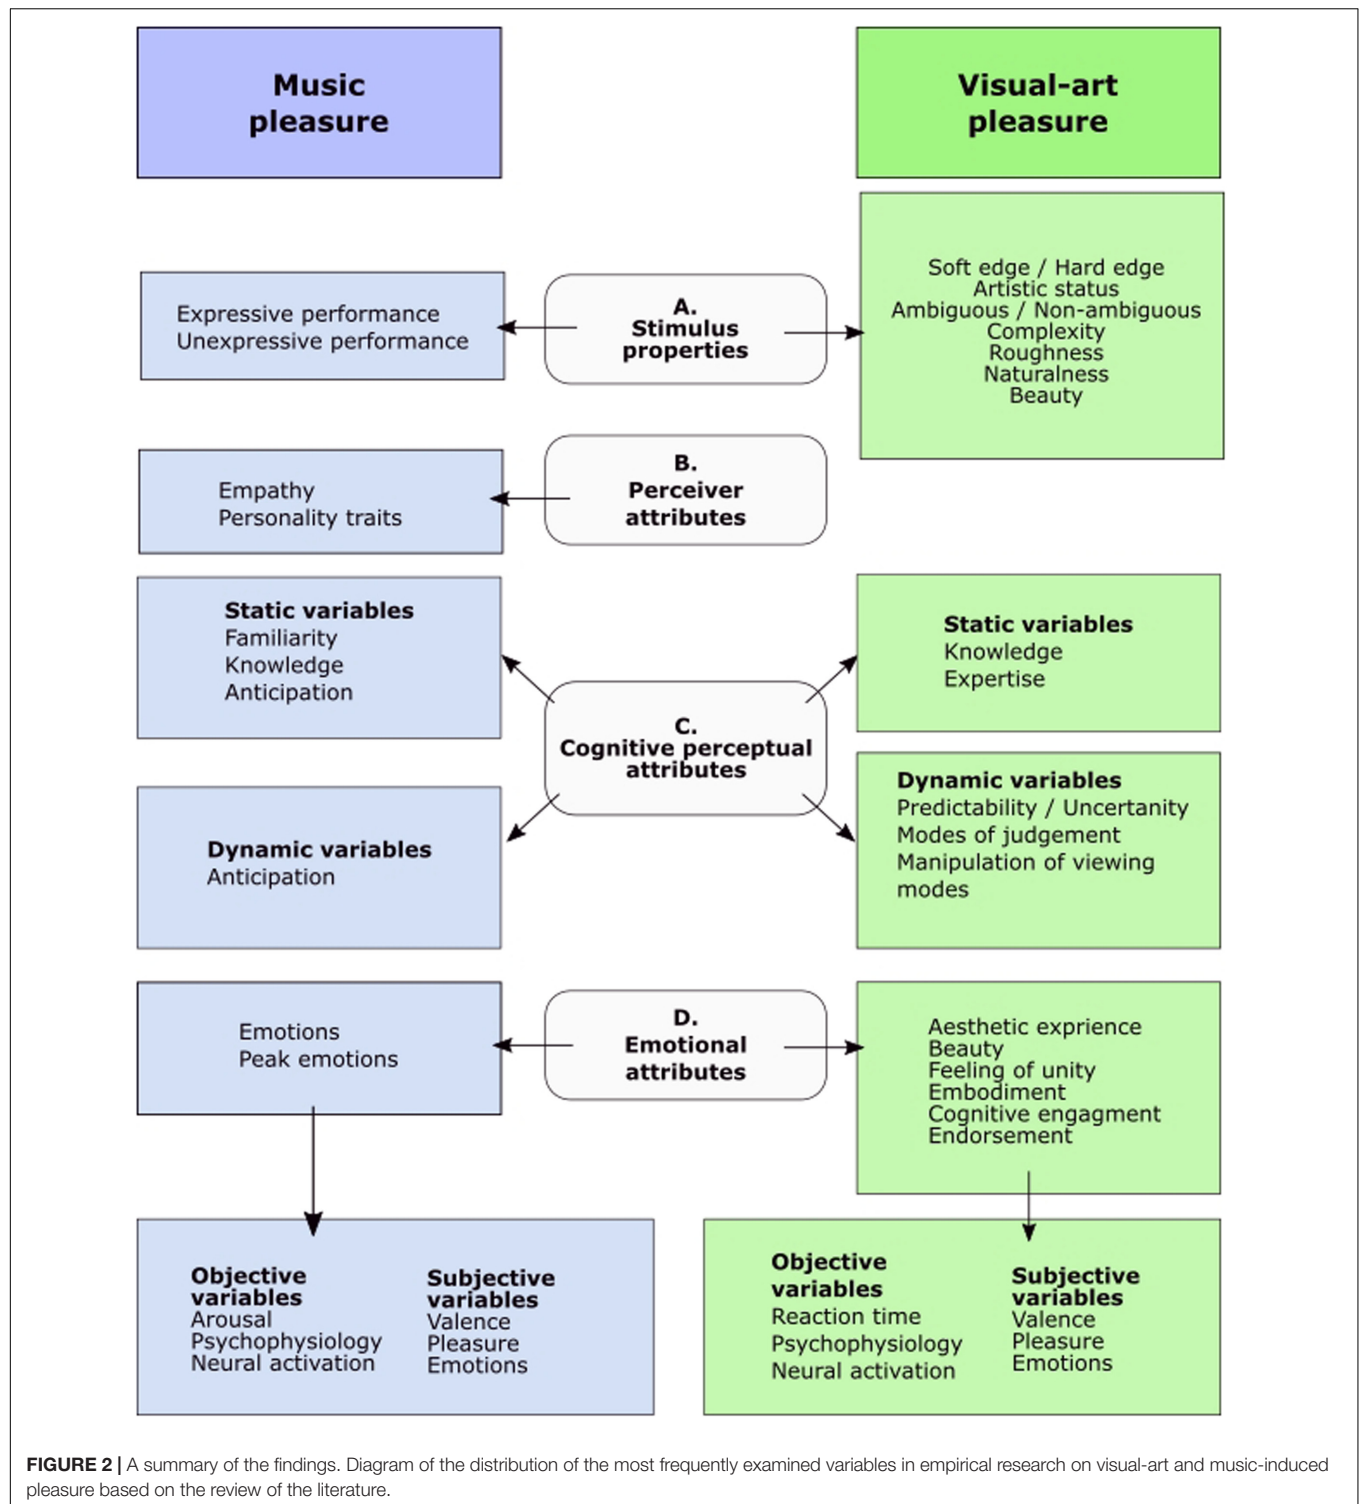 Music
pleasure
Visual-art
pleasure
Expressive performance
Unexpressive performance
A.
Stimulus
properties
Soft edge / Hard edge
Artistic status
Ambiguous / Non-ambiguous
Complexity
Roughness
Naturalness
Beauty
Empathy
Personality traits
B.
Perceiver
attributes
Static variables
Familiarity
Knowledge
Anticipation
C.
Cognitive perceptual
attributes
Static variables
Knowledge
Expertise
Dynamic variables
Anticipation
Dynamic variables
Predictability / Uncertanity
Modes of judgement
Manipulation of viewing
modes
Emotions
Peak emotions
D.
Emotional
attributes
Aesthetic exprience
Beauty
Feeling of unity
Embodiment
Cognitive engagment
Endorsement
Objective
variables
Arousal
Psychophysiology
Neural activation
Subjective
variables
Valence
Pleasure
Emotions
Objective
variables
Reaction time
Psychophysiology
Neural activation
Subjective
variables
Valence
Pleasure
Emotions
FIGURE 2 | A summary of the findings. Diagram of the distribution of the most frequently examined variables in empirical research on visual-art and music-induced
pleasure based on the review of the literature.